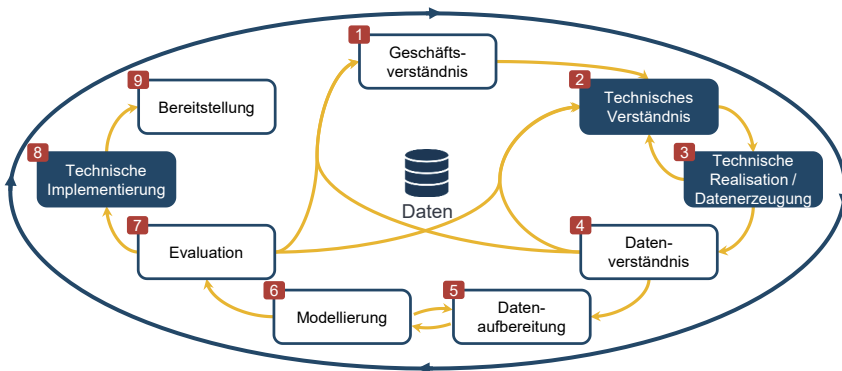 1
Geschäfts-
verständnis
2
Technisches
Verständnis
3
Technische
Realisation /
Datenerzeugung
4
Daten-
verständnis
5
Daten-
aufbereitung
6
Modellierung
7
Evaluation
8
Technische
Implementierung
9
Bereitstellung
Daten